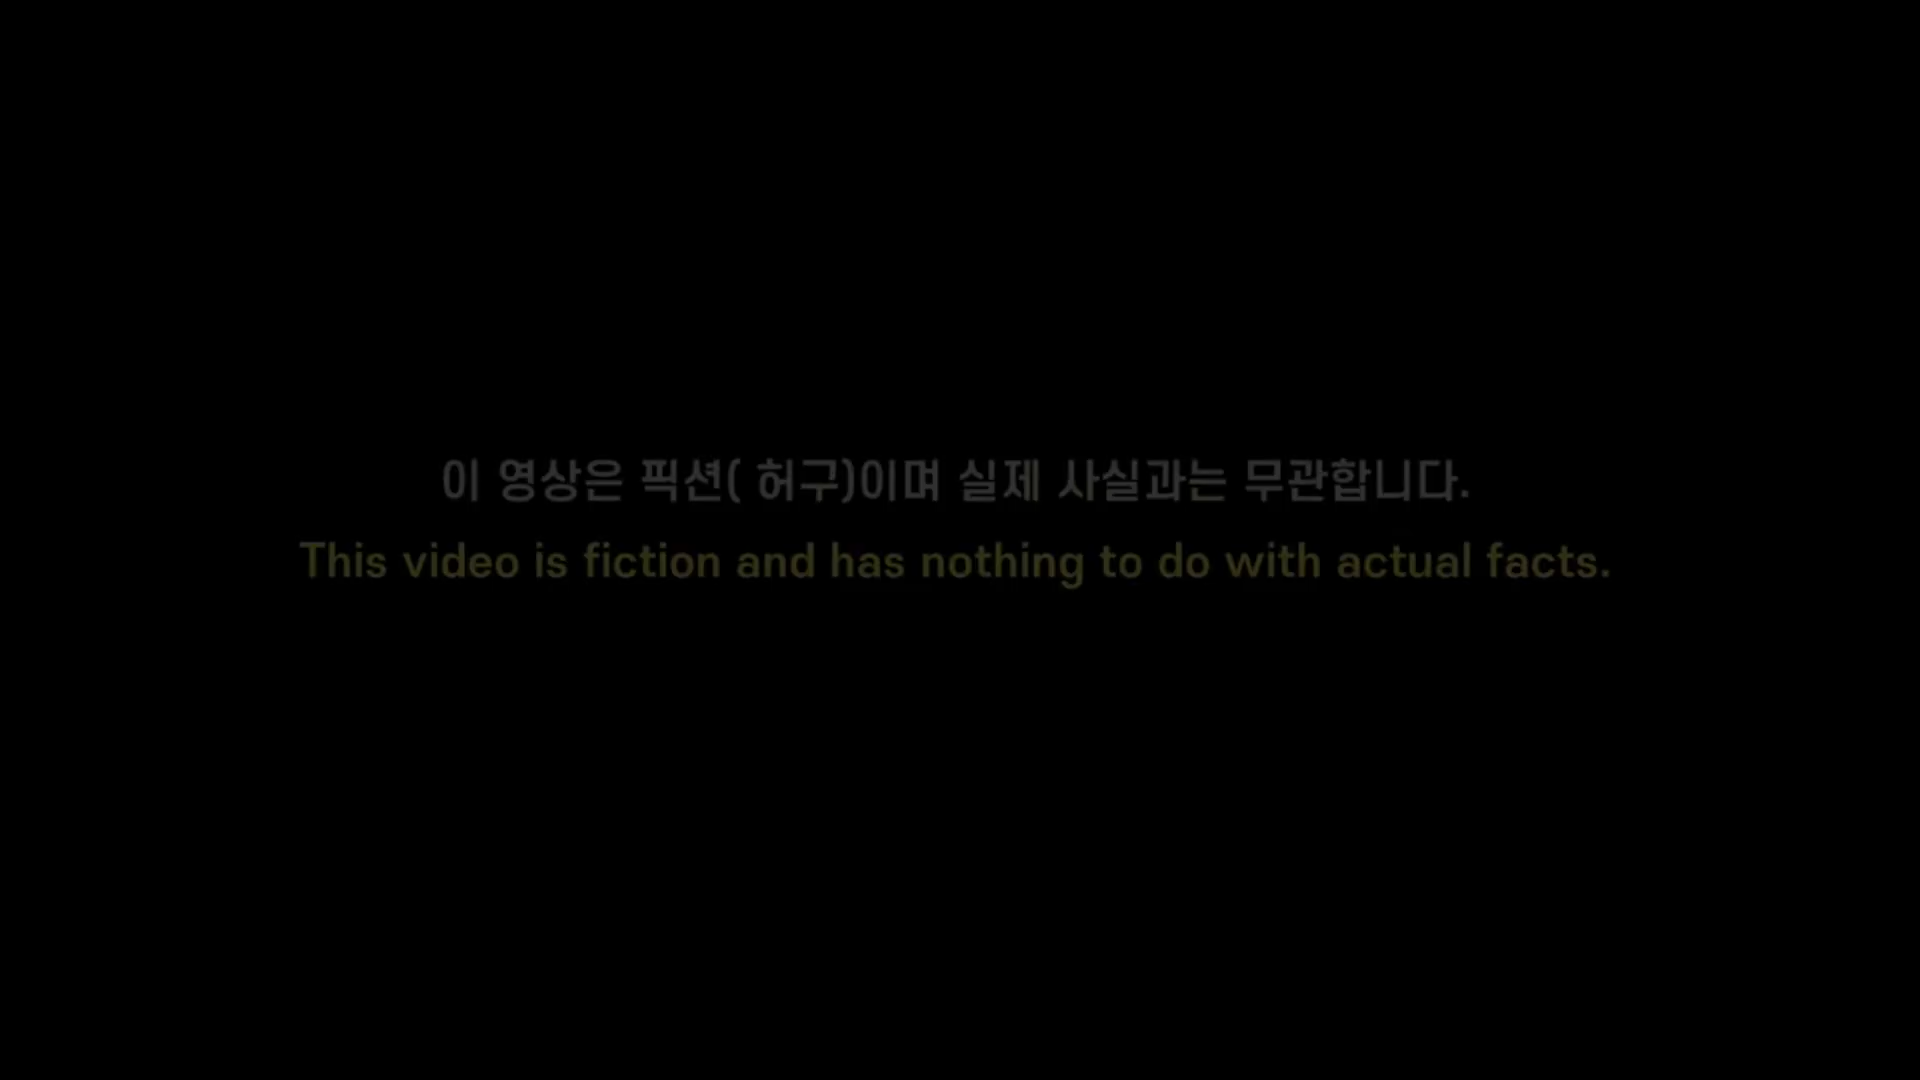 이 영상은 픽션( 허구)이며 실제 사실과는 무관합니다.
This video is fiction and has nothing to do with actual facts.